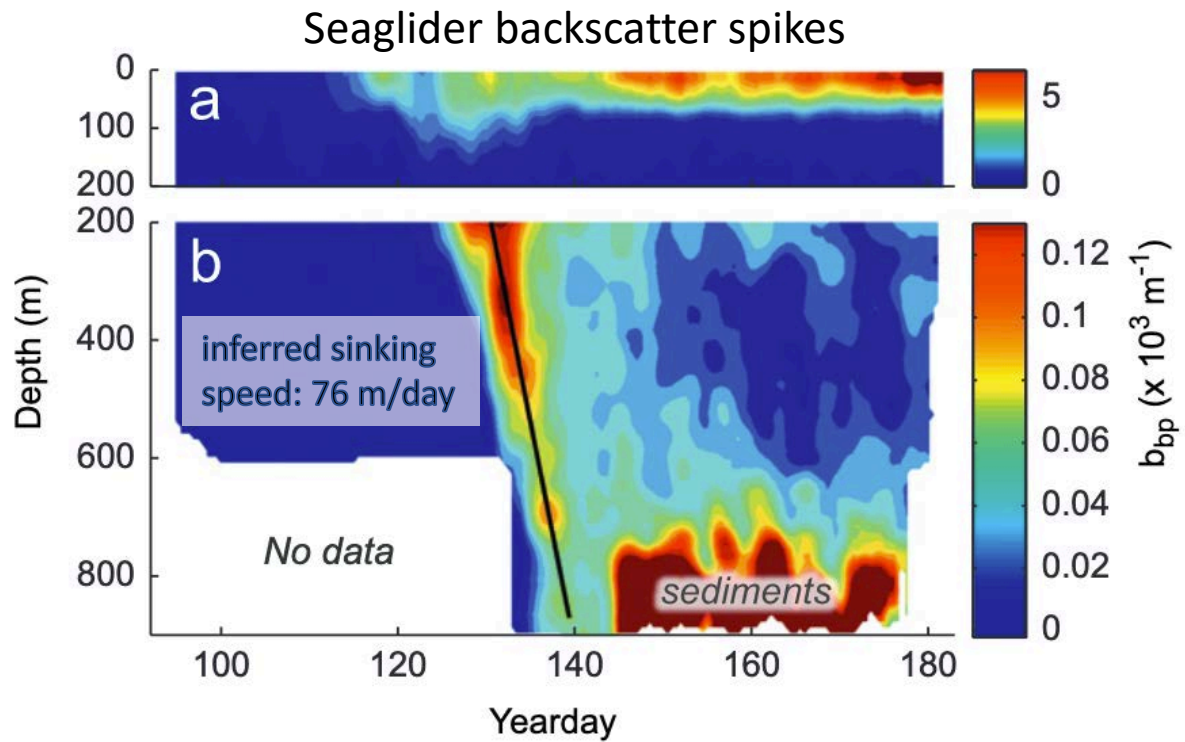 Seaglider backscatter spikes
a
0
100
200
5
0
b
200
400
600
800
Depth (m)
inferred sinking
speed: 76 m/day
No data
sediments
0.12
0.1
0.08
0.06
0.04
0.02
0
b_bp (x 10³ m⁻¹)
100 120 140 160 180
Yearday